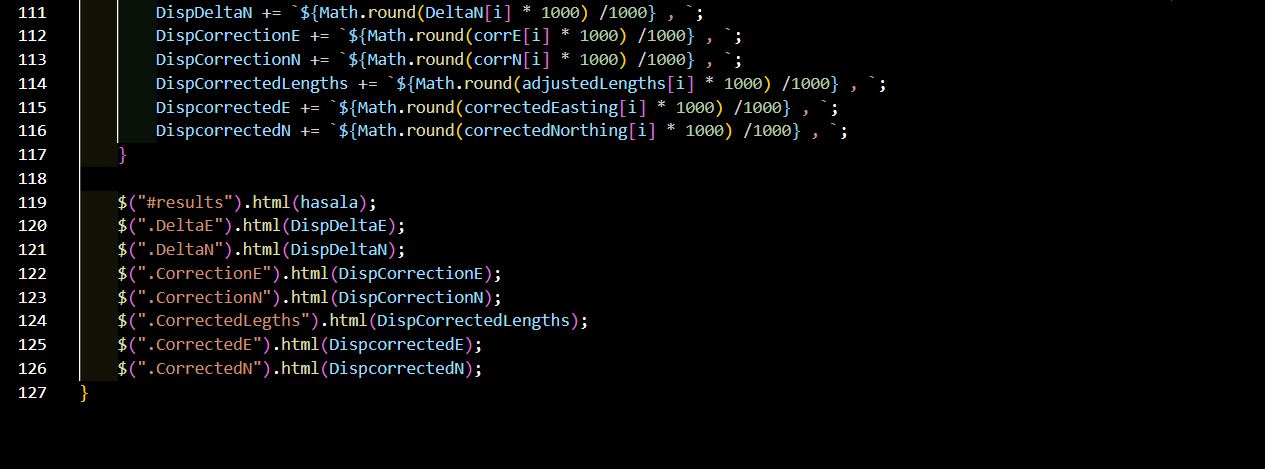 111 DispDeltaN += `${Math.round(DeltaN[i] * 1000) /1000} , `;
112 DispCorrectionE += `${Math.round(corrE[i] * 1000) /1000} , `;
113 DispCorrectionN += `${Math.round(corrN[i] * 1000) /1000} , `;
114 DispCorrectedLengths += `${Math.round(adjustedLengths[i] * 1000) /1000} , `;
115 DispcorrectedE += `${Math.round(correctedEasting[i] * 1000) /1000} , `;
116 DispcorrectedN += `${Math.round(correctedNorthing[i] * 1000) /1000} , `;
117 }
118
119 $("#results").html(hasala);
120 $(".DeltaE").html(DispDeltaE);
121 $(".DeltaN").html(DispDeltaN);
122 $(".CorrectionE").html(DispCorrectionE);
123 $(".CorrectionN").html(DispCorrectionN);
124 $(".CorrectedLegths").html(DispCorrectedLengths);
125 $(".CorrectedE").html(DispcorrectedE);
126 $(".CorrectedN").html(DispcorrectedN);
127 }